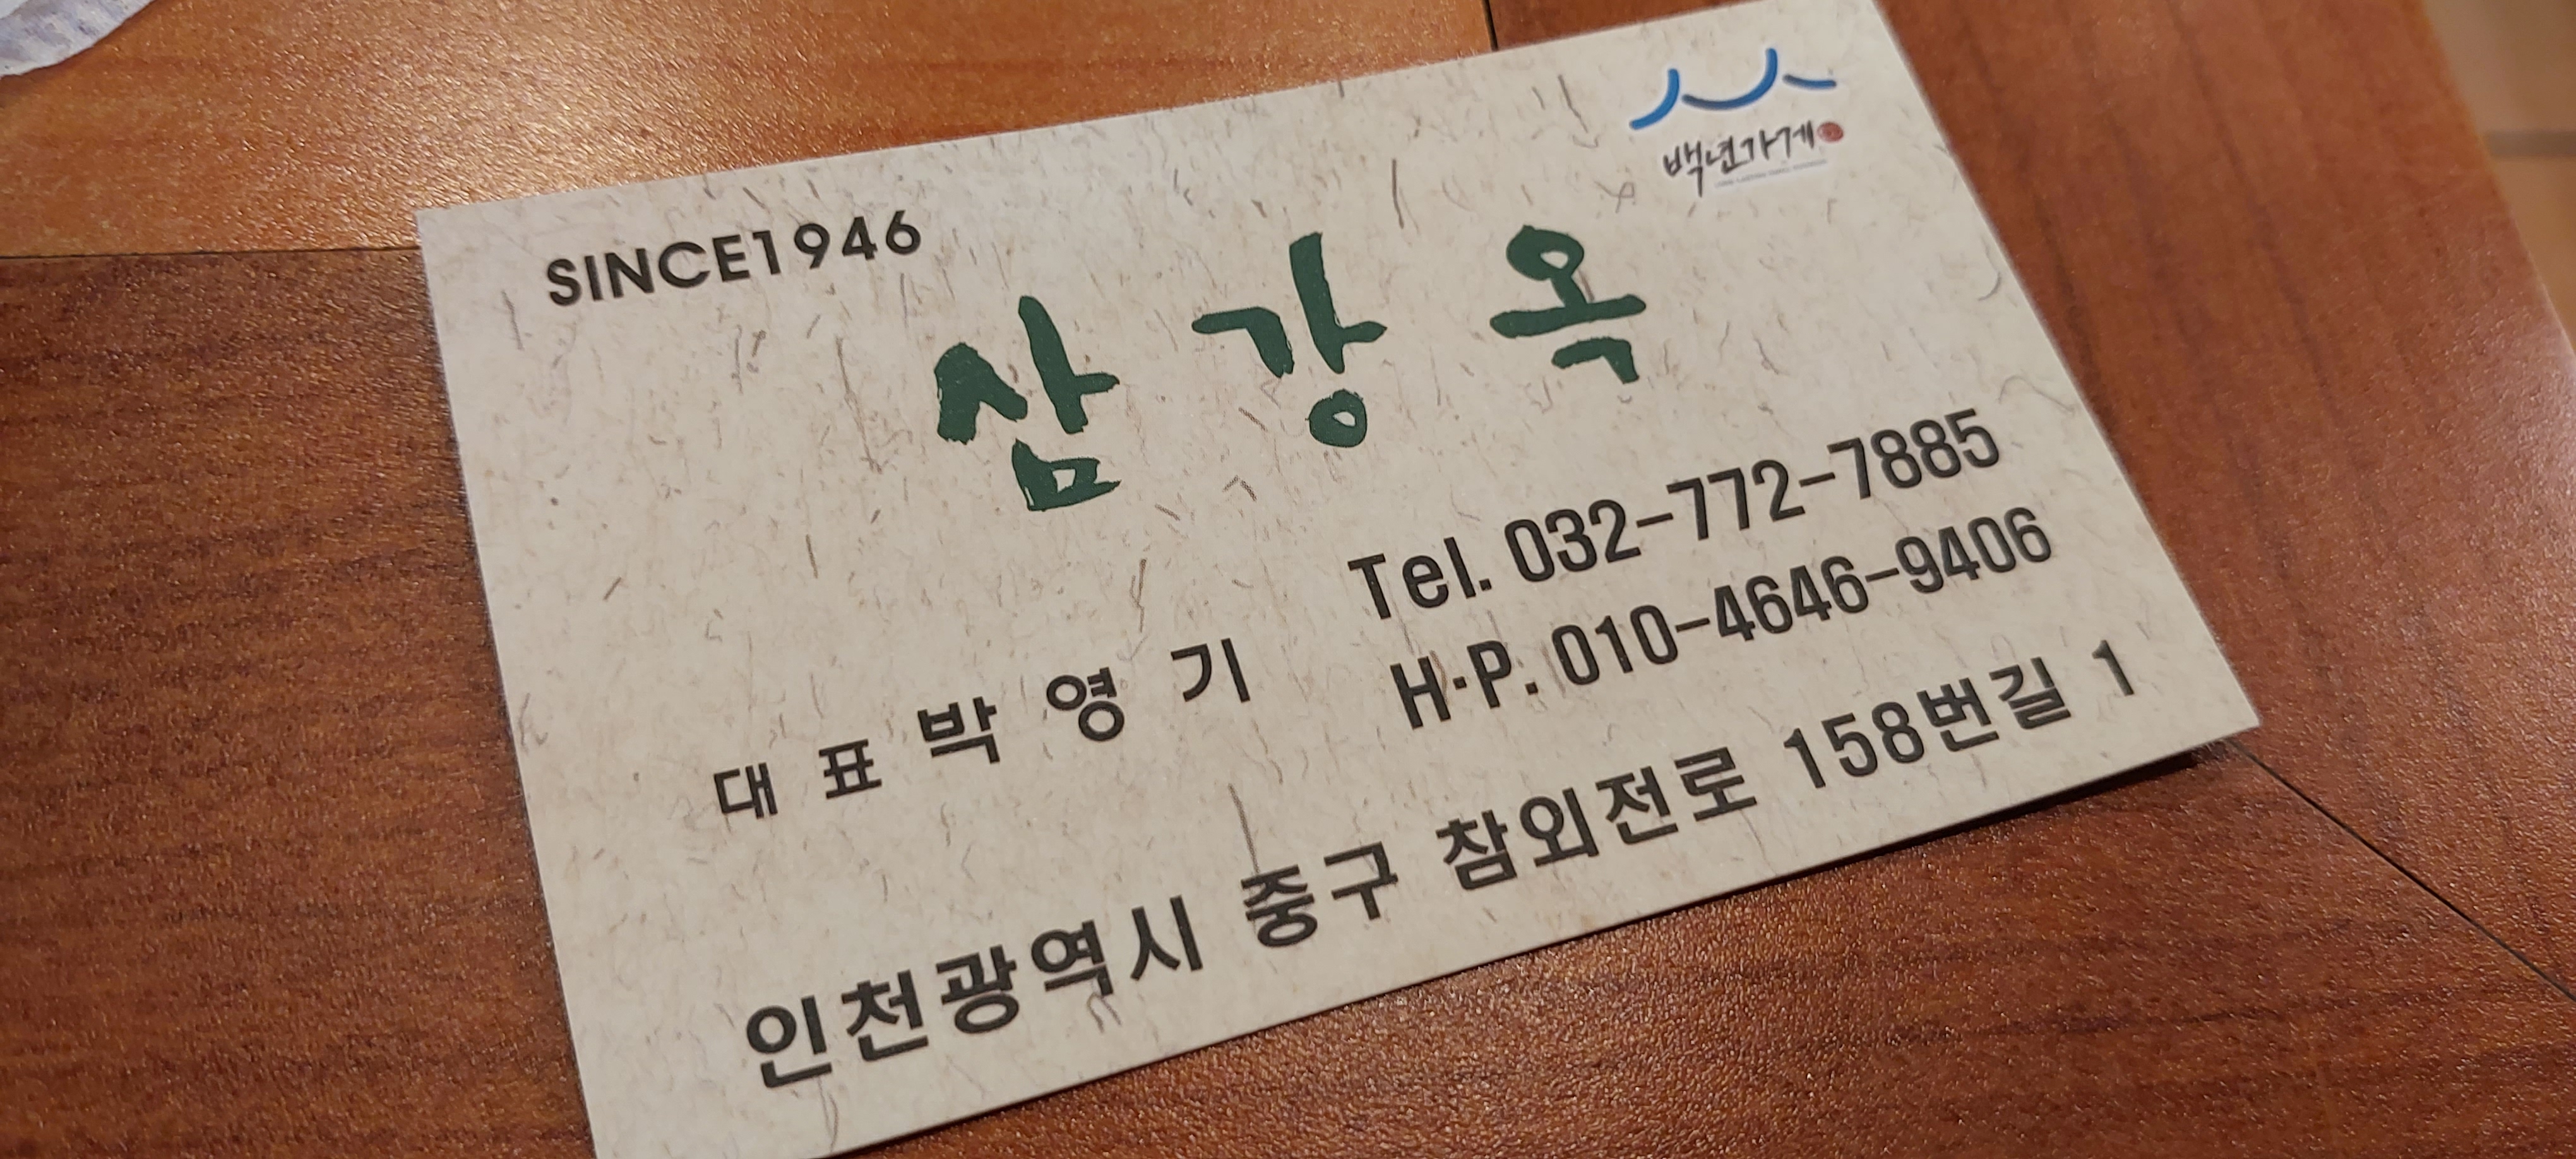 백년가게
SINCE1946
삼강옥
Tel. 032-772-7885
대표 박영기
H·P. 010-4646-9406
인천광역시 중구 참외전로 158번길 1